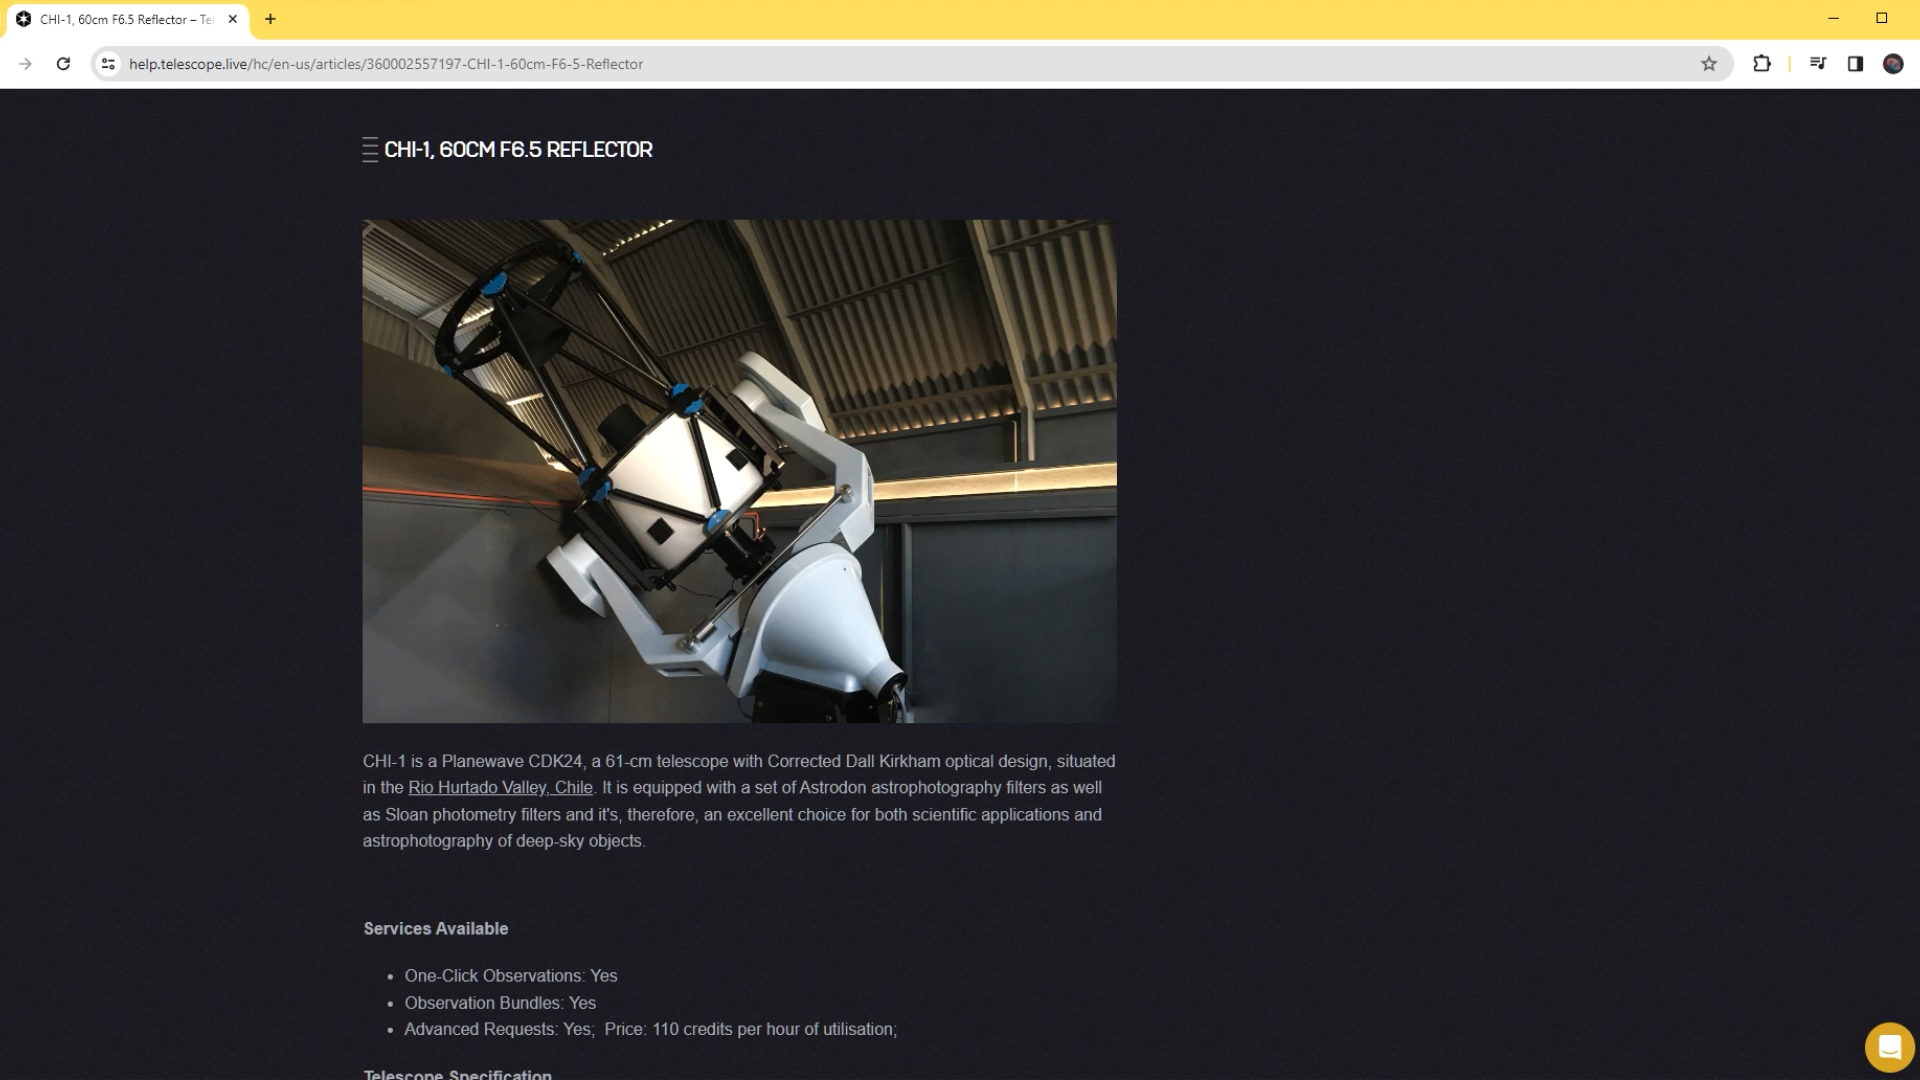 CHI-1, 60cm F6.5 Reflector – Tel
help.telescope.live/hc/en-us/articles/360002557197-CHI-1-60cm-F6-5-Reflector
CHI-1, 60CM F6.5 REFLECTOR
CHI-1 is a Planewave CDK24, a 61-cm telescope with Corrected Dall Kirkham optical design, situated
in the Rio Hurtado Valley, Chile. It is equipped with a set of Astrodon astrophotography filters as well
as Sloan photometry filters and it's, therefore, an excellent choice for both scientific applications and
astrophotography of deep-sky objects.
Services Available
• One-Click Observations: Yes
• Observation Bundles: Yes
• Advanced Requests: Yes;  Price: 110 credits per hour of utilisation;
Telescope Specification